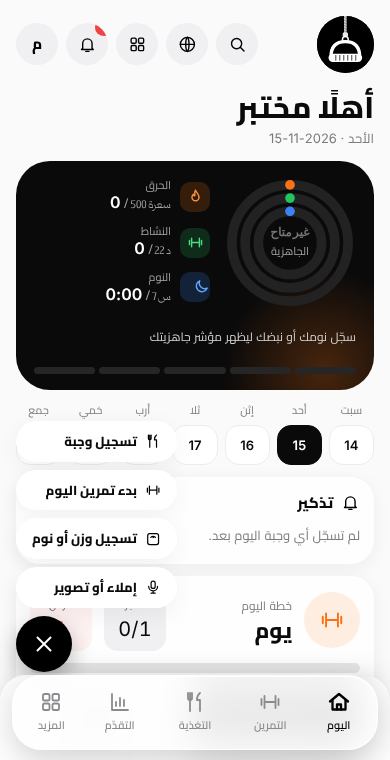 م
أهلًا مختبر
الأحد · 2026-11-15
غير متاح
الجاهزية
الحرق
0 / 500 سعرة
النشاط
0 / 22 د
النوم
0:00 / 7 س
سجّل نومك أو نبضك ليظهر مؤشر جاهزيتك
سبت أحد إثن ثلا أرب خمي جمع
14 15 16 17
تسجيل وجبة
بدء تمرين اليوم
تسجيل وزن أو نوم
إملاء أو تصوير
تذكير
لم تسجّل أي وجبة اليوم بعد.
خطة اليوم
يوم
0/1
اليوم
التمرين
التغذية
التقدّم
المزيد